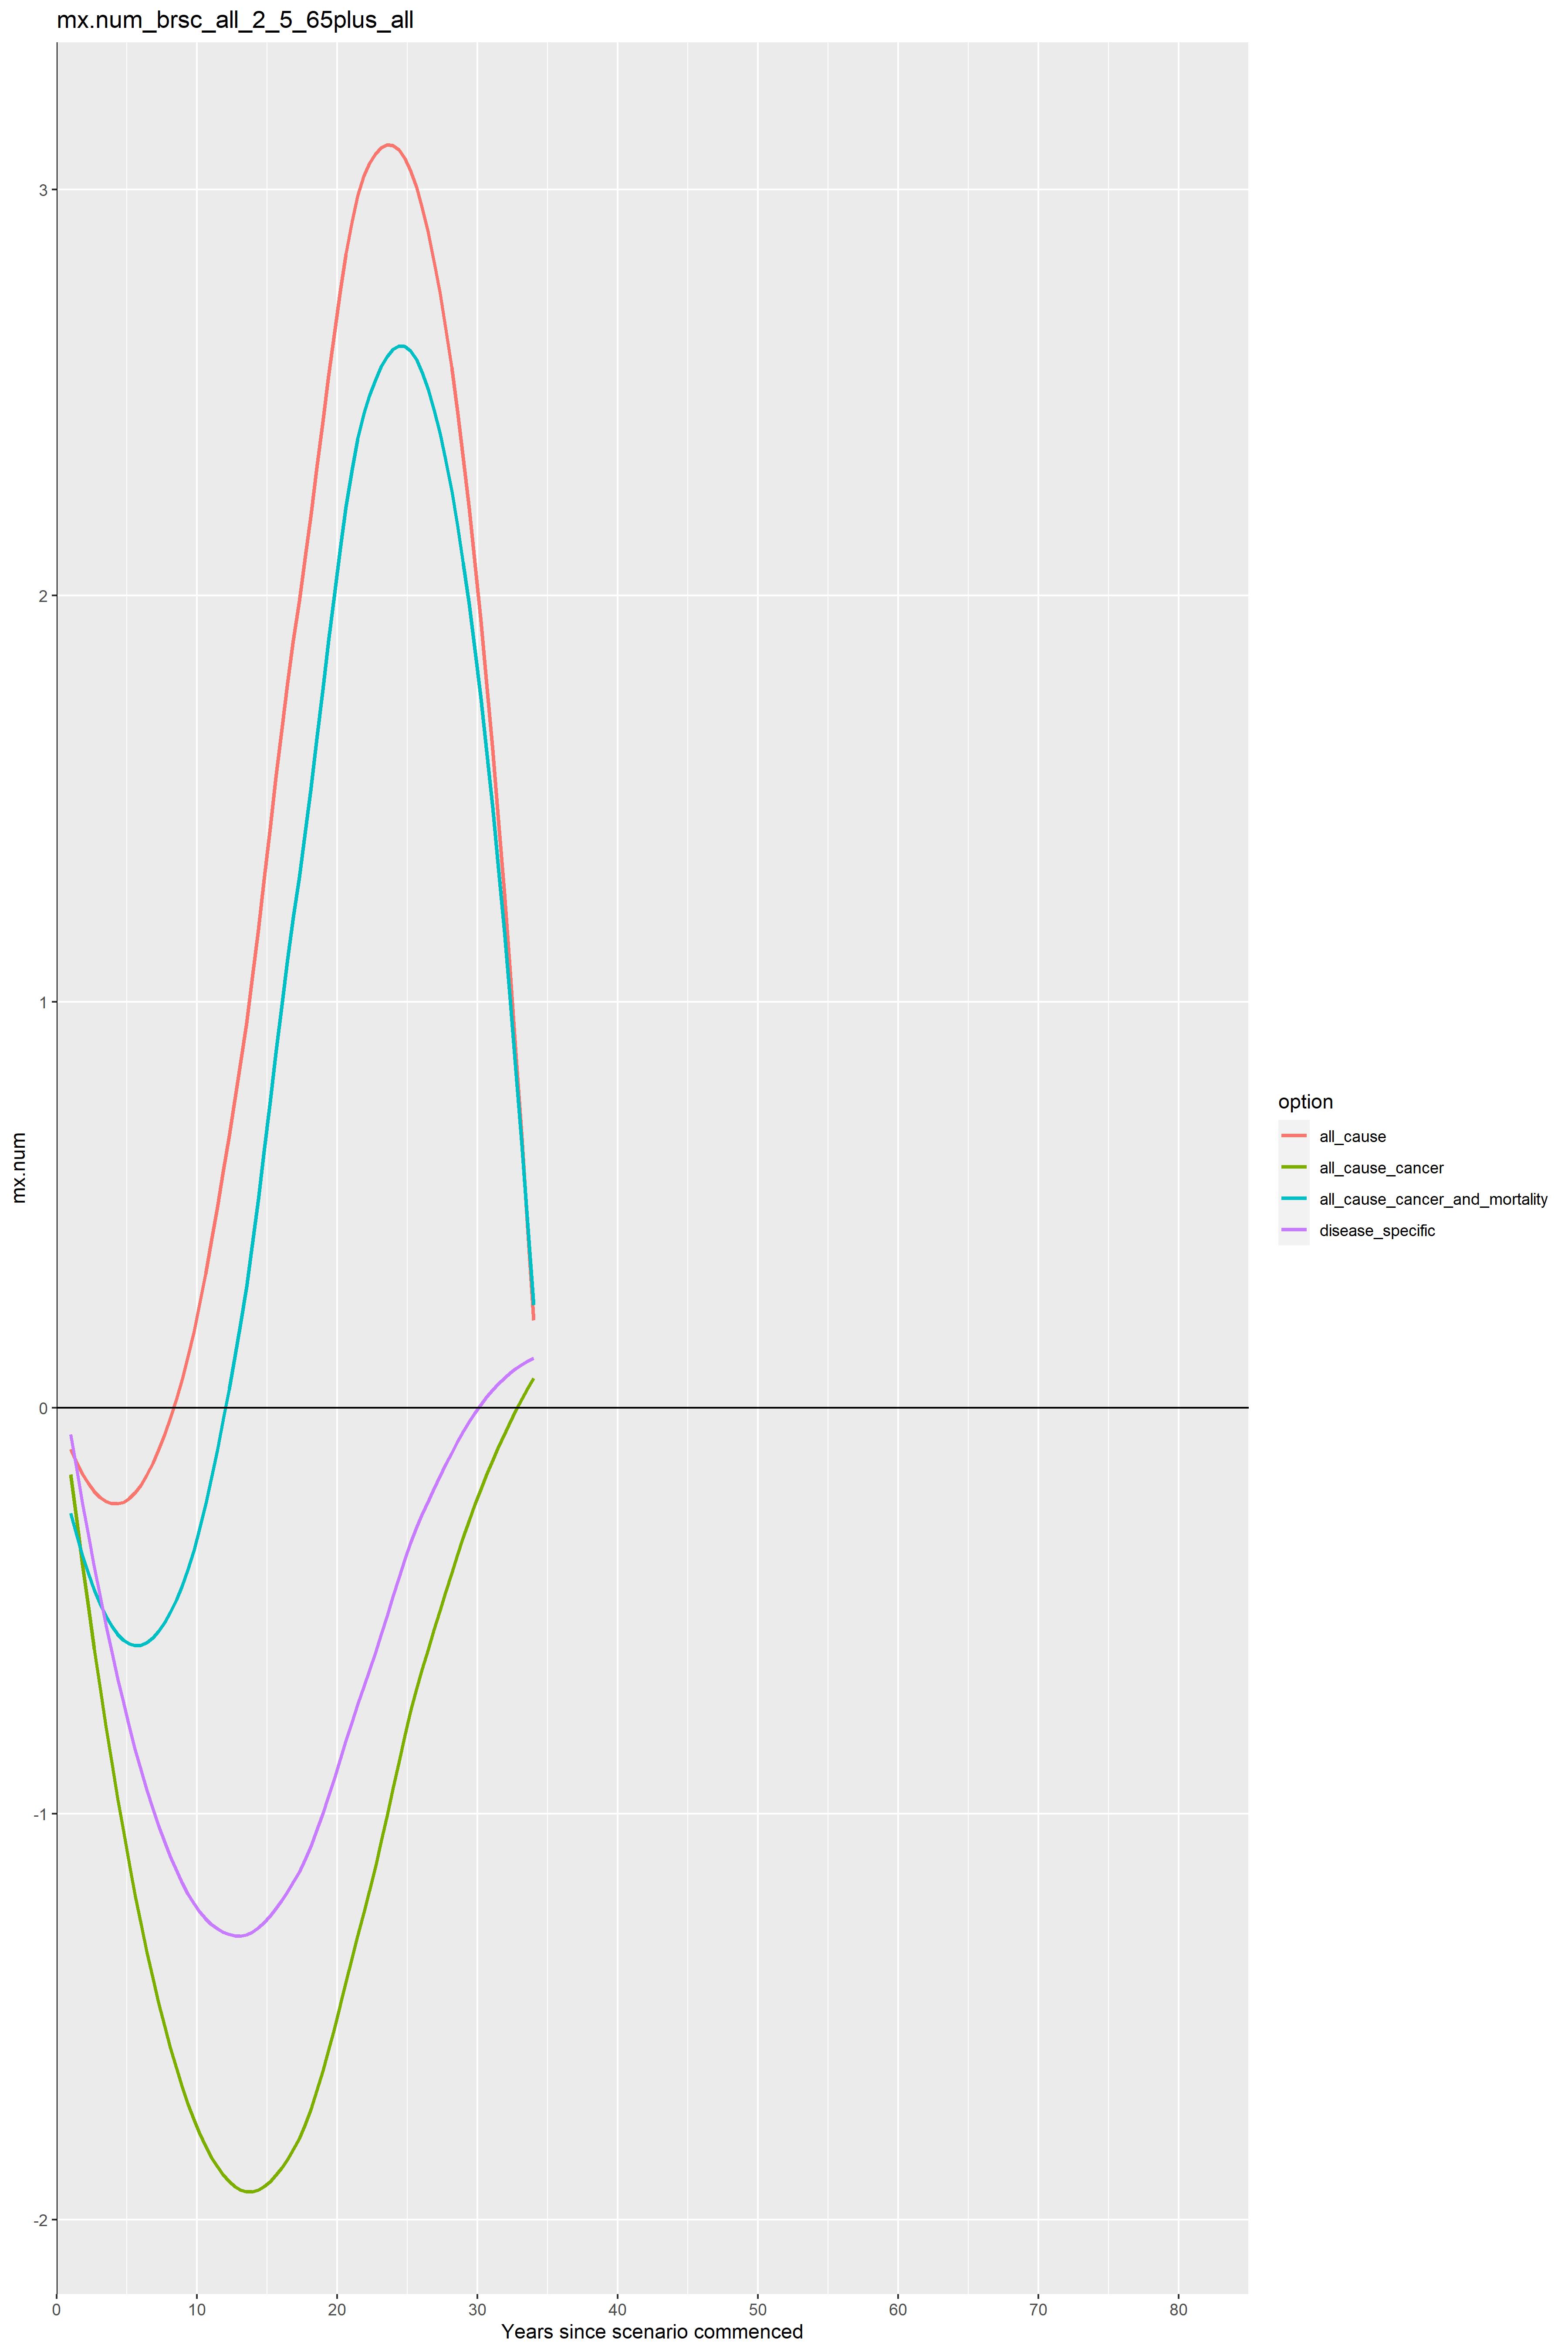 mx.num_brsc_all_2_5_65plus_all
3
2
1
0
-1
-2
mx.num
0 10 20 30 40 50 60 70 80
Years since scenario commenced
option
all_cause
all_cause_cancer
all_cause_cancer_and_mortality
disease_specific